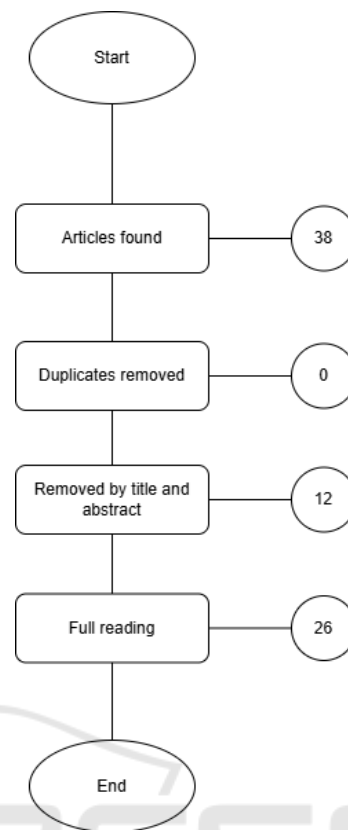 Start
Articles found
38
Duplicates removed
0
Removed by title and
abstract
12
Full reading
26
End